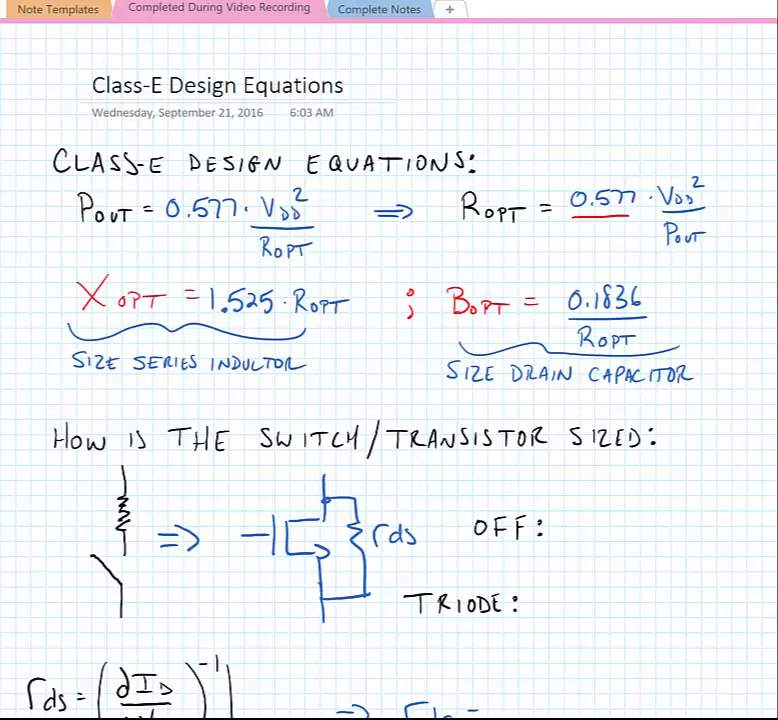 Note Templates Completed During Video Recording Complete Notes +
Class-E Design Equations
Wednesday, September 21, 2016 6:03 AM
CLASS-E DESIGN EQUATIONS:
POUT = 0.577 · VDD² / ROPT ⇒ ROPT = 0.577 · VDD² / POUT
XOPT = 1.525 · ROPT ; BOPT = 0.1836 / ROPT
SIZE SERIES INDUCTOR SIZE DRAIN CAPACITOR
HOW IS THE SWITCH/TRANSISTOR SIZED:
⇒ rds OFF:
TRIODE:
rds = (∂ID / )⁻¹ ⇒